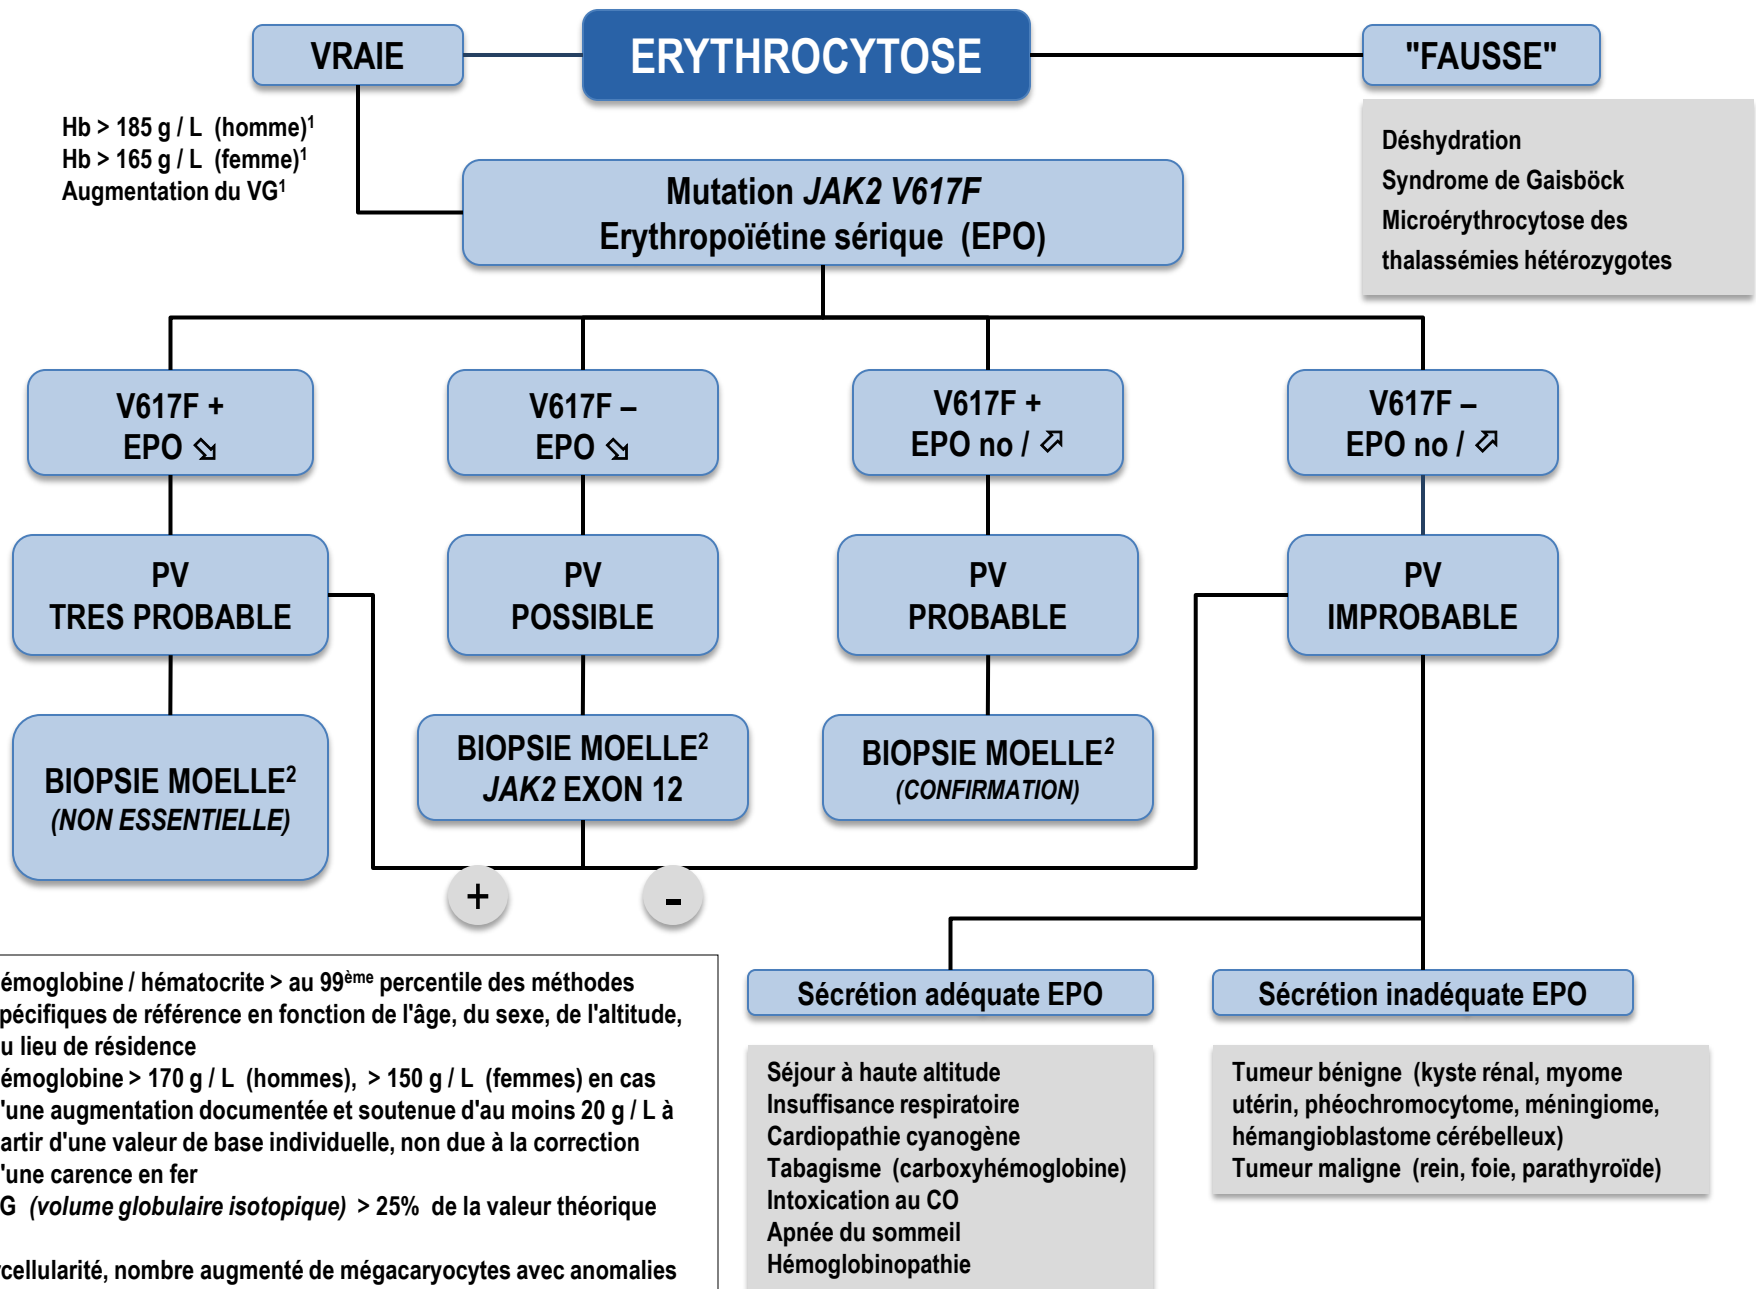 VRAIE
ERYTHROCYTOSE
"FAUSSE"
Hb > 185 g / L (homme)1
Hb > 165 g / L (femme)1
Augmentation du VG1
Déshydration
Syndrome de Gaisböck
Microérythrocytose des
thalassémies hétérozygotes
Mutation JAK2 V617F
Erythropoïétine sérique (EPO)
V617F +
EPO ⬂
V617F –
EPO ⬂
V617F +
EPO no / ⬀
V617F –
EPO no / ⬀
PV
TRES PROBABLE
PV
POSSIBLE
PV
PROBABLE
PV
IMPROBABLE
BIOPSIE MOELLE2
(NON ESSENTIELLE)
BIOPSIE MOELLE2
JAK2 EXON 12
BIOPSIE MOELLE2
(CONFIRMATION)
+
-
émoglobine / hématocrite > au 99ème percentile des méthodes
pécifiques de référence en fonction de l'âge, du sexe, de l'altitude,
u lieu de résidence
émoglobine > 170 g / L (hommes), > 150 g / L (femmes) en cas
'une augmentation documentée et soutenue d'au moins 20 g / L à
artir d'une valeur de base individuelle, non due à la correction
'une carence en fer
G (volume globulaire isotopique) > 25% de la valeur théorique
cellularité, nombre augmenté de mégacaryocytes avec anomalies
Sécrétion adéquate EPO
Séjour à haute altitude
Insuffisance respiratoire
Cardiopathie cyanogène
Tabagisme (carboxyhémoglobine)
Intoxication au CO
Apnée du sommeil
Hémoglobinopathie
Sécrétion inadéquate EPO
Tumeur bénigne (kyste rénal, myome
utérin, phéochromocytome, méningiome,
hémangioblastome cérébelleux)
Tumeur maligne (rein, foie, parathyroïde)